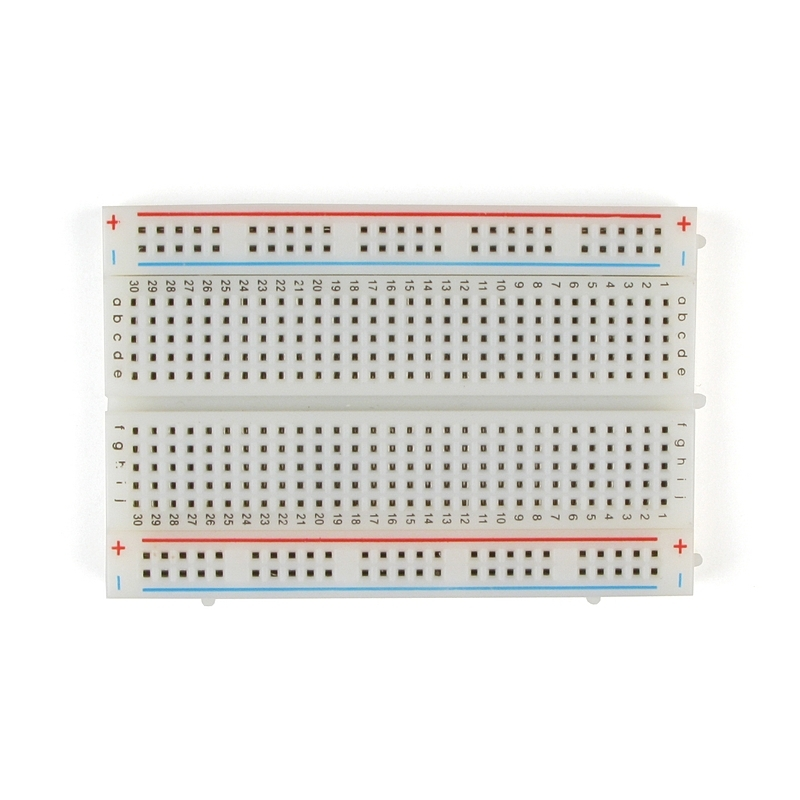 + +
– –
30 29 28 27 26 25 24 23 22 21 20 19 18 17 16 15 14 13 12 11 10 9 8 7 6 5 4 3 2 1
a a
b b
c c
d d
e e
f f
g g
h h
i i
j j
30 29 28 27 26 25 24 23 22 21 20 19 18 17 16 15 14 13 12 11 10 9 8 7 6 5 4 3 2 1
+ +
– –